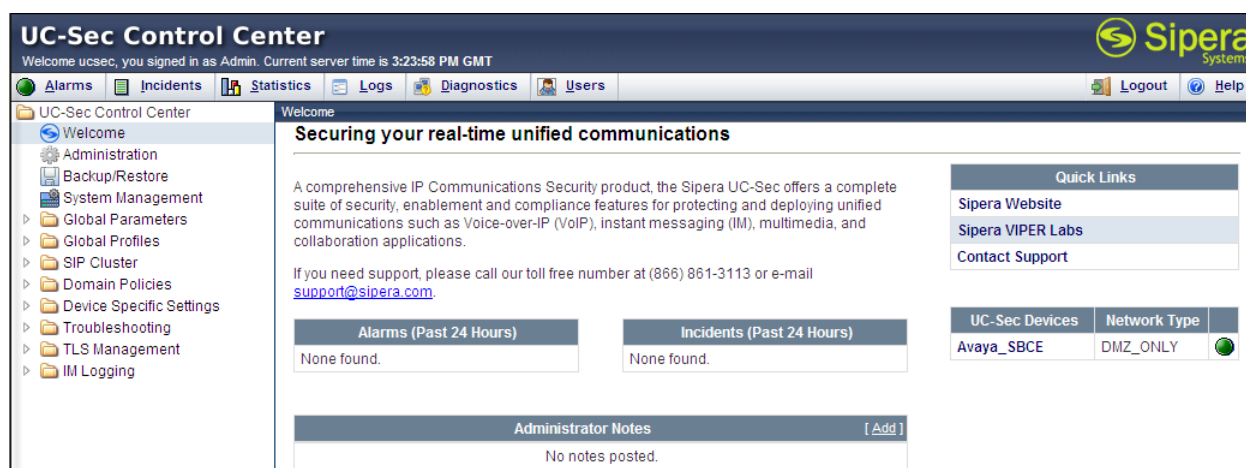 UC-Sec Control Center
Welcome ucsec, you signed in as Admin. Current server time is 3:23:58 PM GMT
Sipera
Systems
Alarms Incidents Statistics Logs Diagnostics Users Logout Help
UC-Sec Control Center
Welcome
Administration
Backup/Restore
System Management
Global Parameters
Global Profiles
SIP Cluster
Domain Policies
Device Specific Settings
Troubleshooting
TLS Management
IM Logging
Welcome
Securing your real-time unified communications
A comprehensive IP Communications Security product, the Sipera UC-Sec offers a complete
suite of security, enablement and compliance features for protecting and deploying unified
communications such as Voice-over-IP (VoIP), instant messaging (IM), multimedia, and
collaboration applications.
If you need support, please call our toll free number at (866) 861-3113 or e-mail
support@sipera.com.
Alarms (Past 24 Hours)
None found.
Incidents (Past 24 Hours)
None found.
Administrator Notes [ Add ]
No notes posted.
Quick Links
Sipera Website
Sipera VIPER Labs
Contact Support
UC-Sec Devices Network Type
Avaya_SBCE DMZ_ONLY